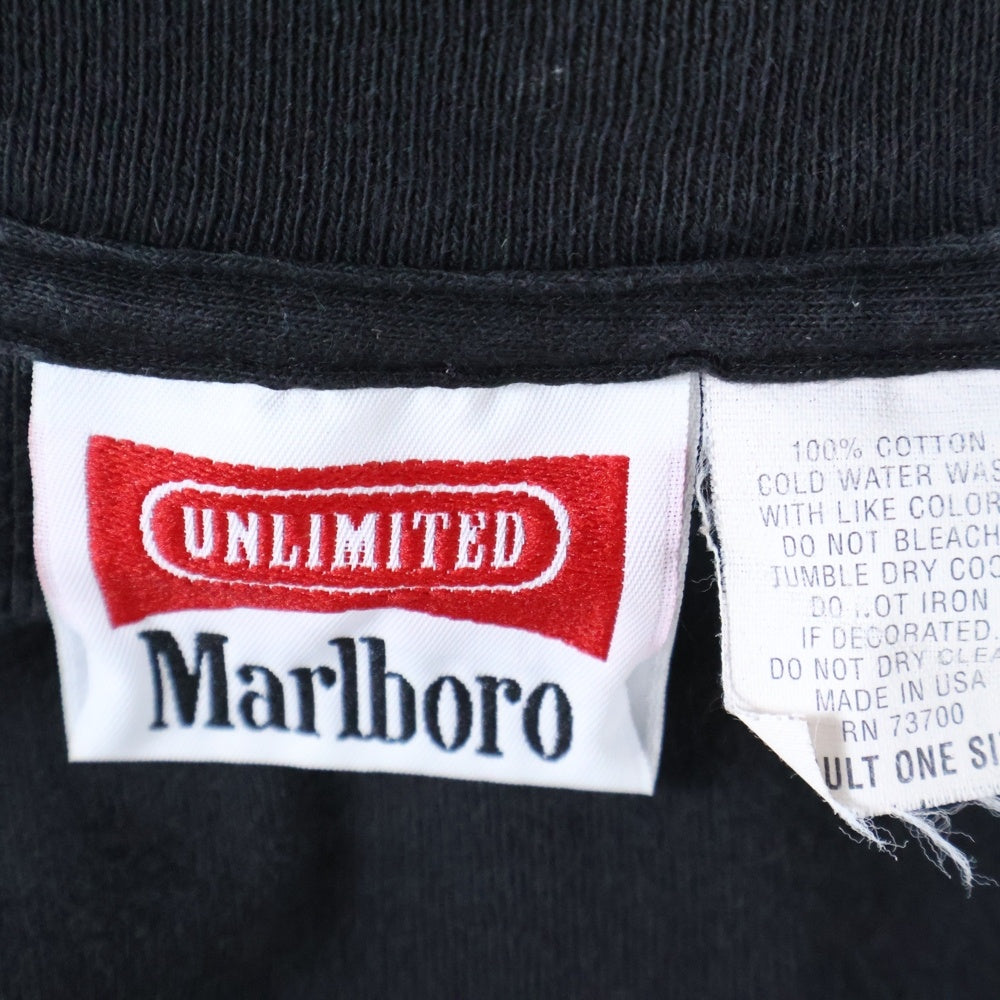 UNLIMITED
Marlboro
100% COTTON
COLD WATER WAS
WITH LIKE COLOR
DO NOT BLEACH
TUMBLE DRY COO
DO NOT IRON
IF DECORATED
DO NOT DRY CLEA
MADE IN USA
RN 73700
ULT ONE SI